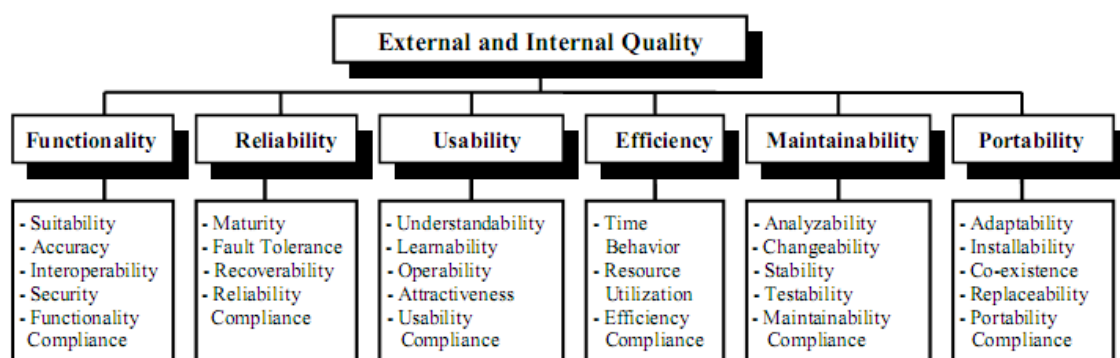 External and Internal Quality
Functionality
Reliability
Usability
Efficiency
Maintainability
Portability
- Suitability
- Accuracy
- Interoperability
- Security
- Functionality
Compliance
- Maturity
- Fault Tolerance
- Recoverability
- Reliability
Compliance
- Understandability
- Learnability
- Operability
- Attractiveness
- Usability
Compliance
- Time
Behavior
- Resource
Utilization
- Efficiency
Compliance
- Analyzability
- Changeability
- Stability
- Testability
- Maintainability
Compliance
- Adaptability
- Installability
- Co-existence
- Replaceability
- Portability
Compliance